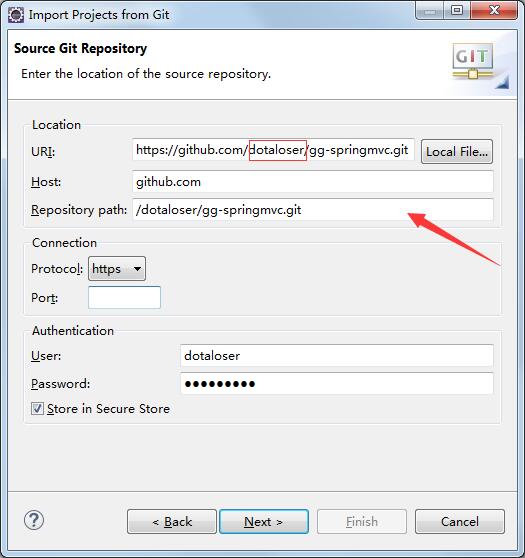 Import Projects from Git
Source Git Repository
Enter the location of the source repository.
GIT
Location
URI: https://github.com/dotaloser/gg-springmvc.git Local File...
Host: github.com
Repository path: /dotaloser/gg-springmvc.git
Connection
Protocol: https
Port:
Authentication
User: dotaloser
Password: ●●●●●●●●●
Store in Secure Store
? < Back Next > Finish Cancel